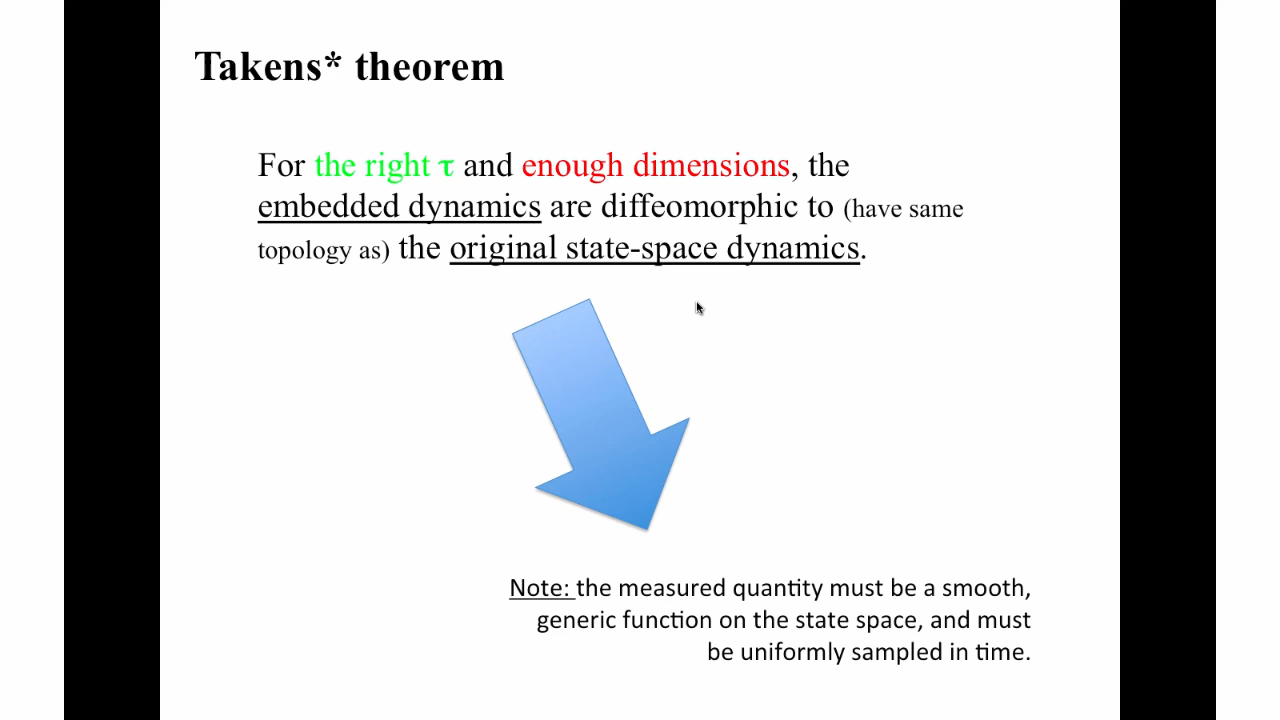 Takens* theorem
For the right τ and enough dimensions, the
embedded dynamics are diffeomorphic to (have same
topology as) the original state-space dynamics.
Note: the measured quantity must be a smooth,
generic function on the state space, and must
be uniformly sampled in time.